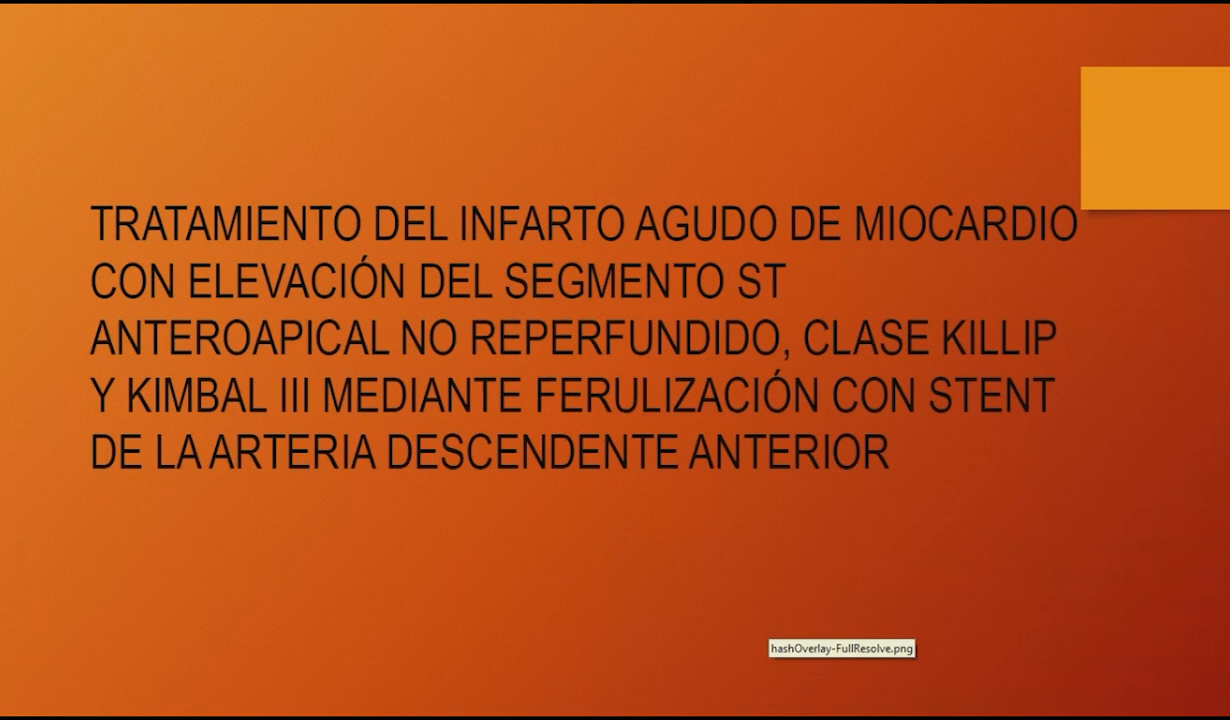 TRATAMIENTO DEL INFARTO AGUDO DE MIOCARDIO
CON ELEVACIÓN DEL SEGMENTO ST
ANTEROAPICAL NO REPERFUNDIDO, CLASE KILLIP
Y KIMBAL III MEDIANTE FERULIZACIÓN CON STENT
DE LA ARTERIA DESCENDENTE ANTERIOR
hashOverlay-FullResolve.png